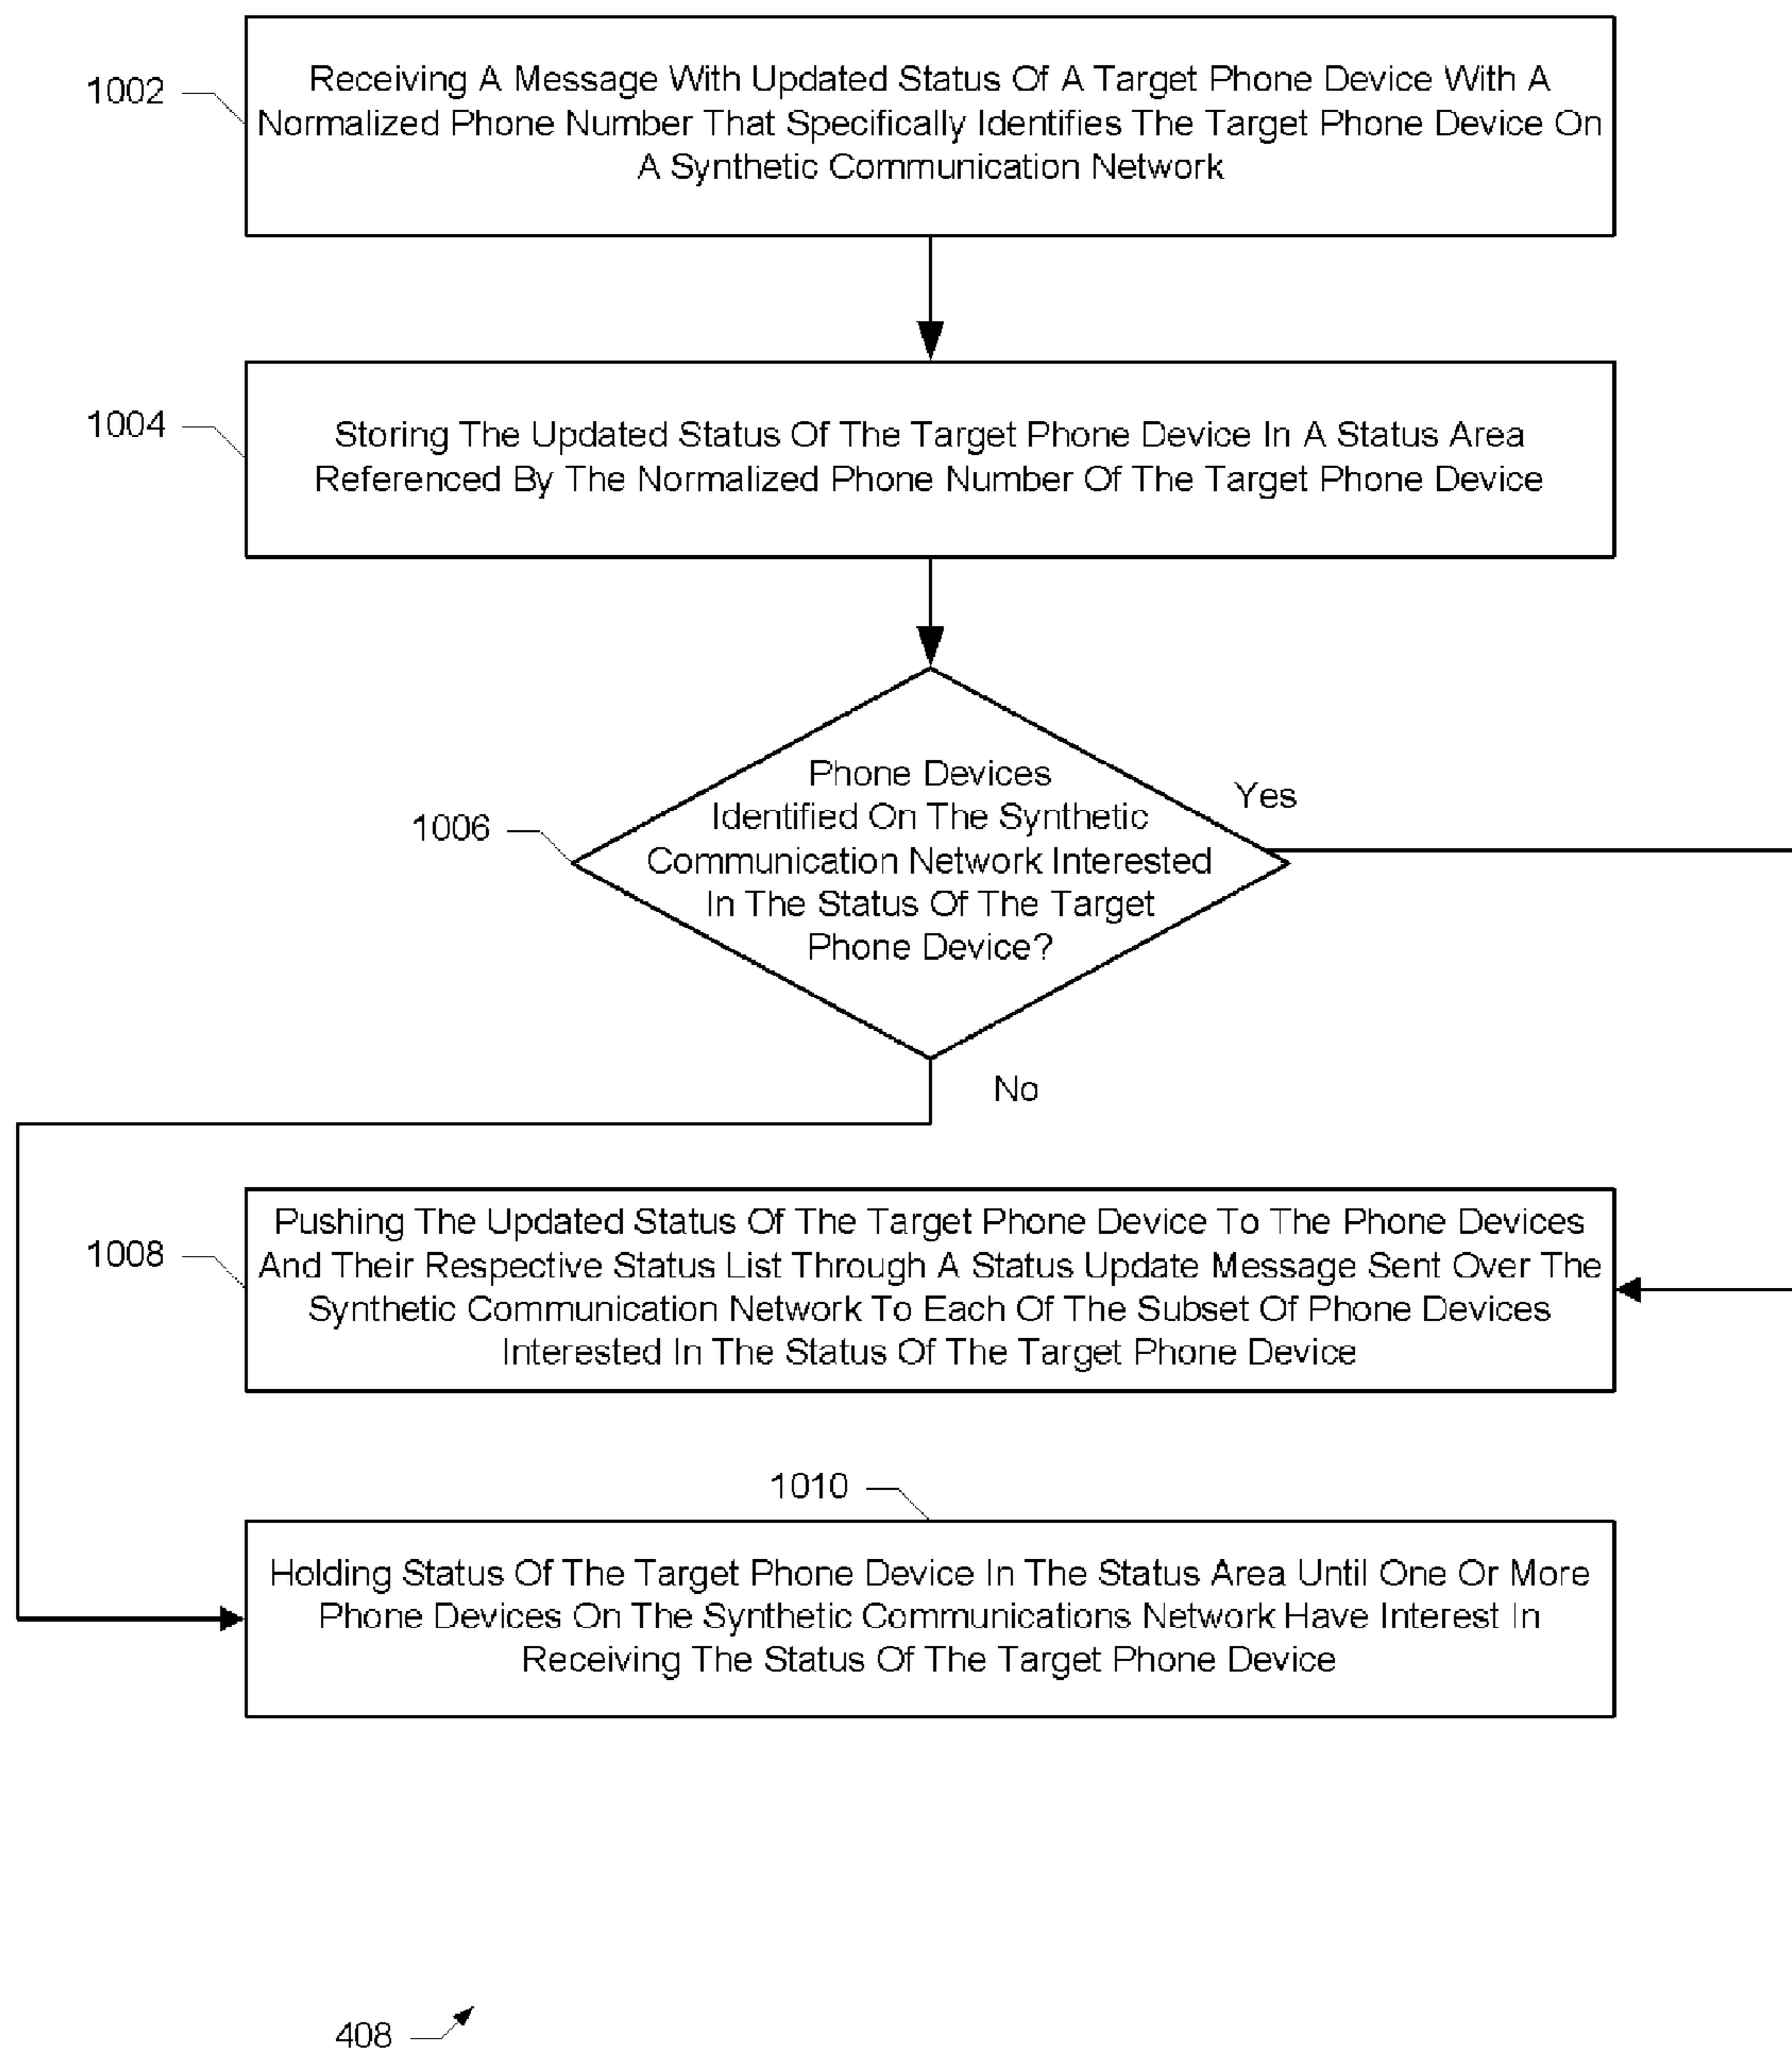 1002
Receiving A Message With Updated Status Of A Target Phone Device With A
Normalized Phone Number That Specifically Identifies The Target Phone Device On
A Synthetic Communication Network
1004
Storing The Updated Status Of The Target Phone Device In A Status Area
Referenced By The Normalized Phone Number Of The Target Phone Device
1006
Phone Devices
Identified On The Synthetic
Communication Network Interested
In The Status Of The Target
Phone Device?
Yes
No
1008
Pushing The Updated Status Of The Target Phone Device To The Phone Devices
And Their Respective Status List Through A Status Update Message Sent Over The
Synthetic Communication Network To Each Of The Subset Of Phone Devices
Interested In The Status Of The Target Phone Device
1010
Holding Status Of The Target Phone Device In The Status Area Until One Or More
Phone Devices On The Synthetic Communications Network Have Interest In
Receiving The Status Of The Target Phone Device
408